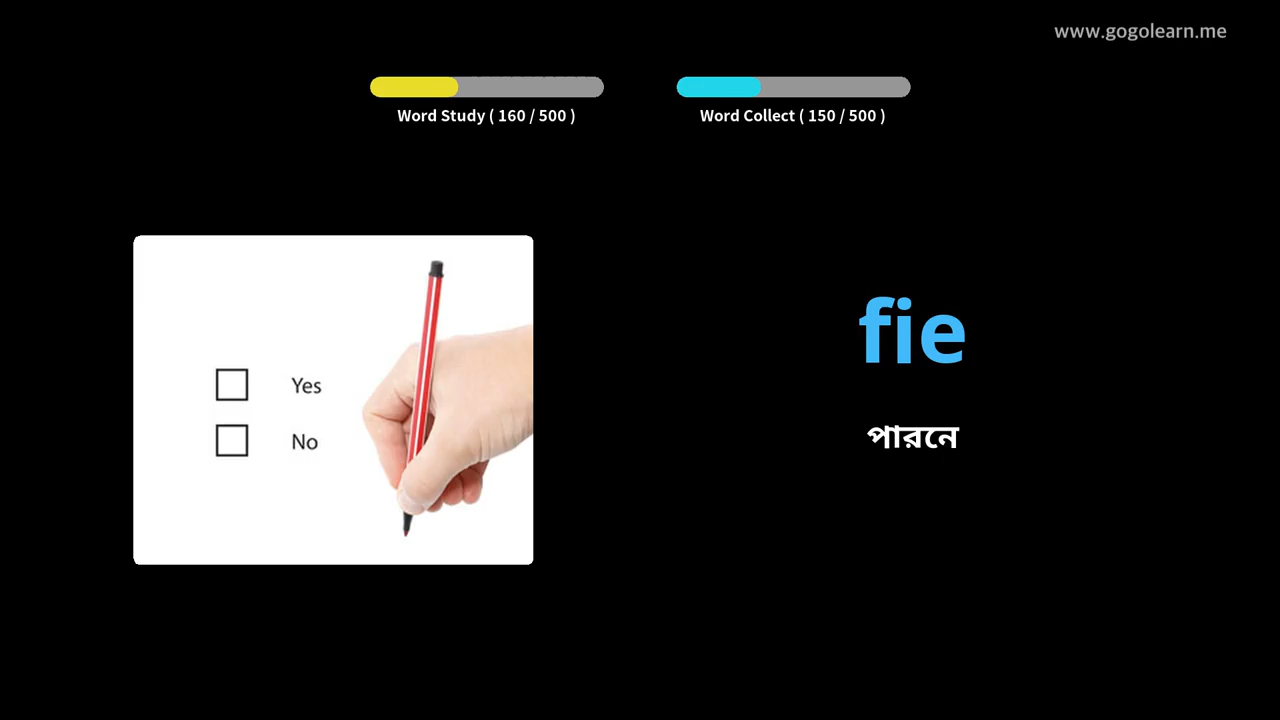 www.gogolearn.me
Word Study ( 160 / 500 )
Word Collect ( 150 / 500 )
Yes
No
fie
পারনে